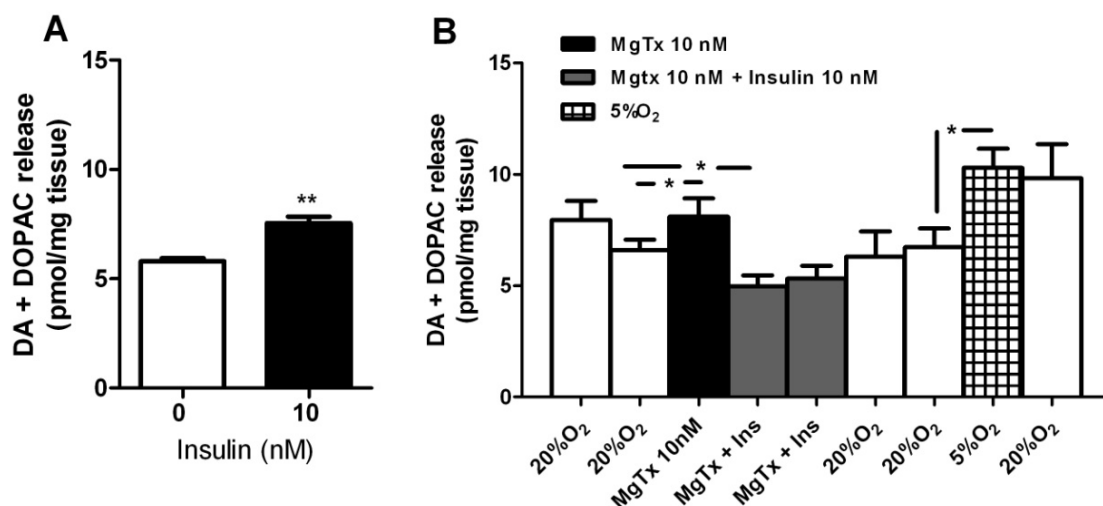 A
DA + DOPAC release
(pmol/mg tissue)
15
10
5
0
**
0
10
Insulin (nM)
B
MgTx 10 nM
Mgtx 10 nM + Insulin 10 nM
5%O₂
DA + DOPAC release
(pmol/mg tissue)
15
10
5
0
*
*
*
20%O₂
20%O₂
MgTx 10nM
MgTx + Ins
MgTx + Ins
20%O₂
20%O₂
5%O₂
20%O₂